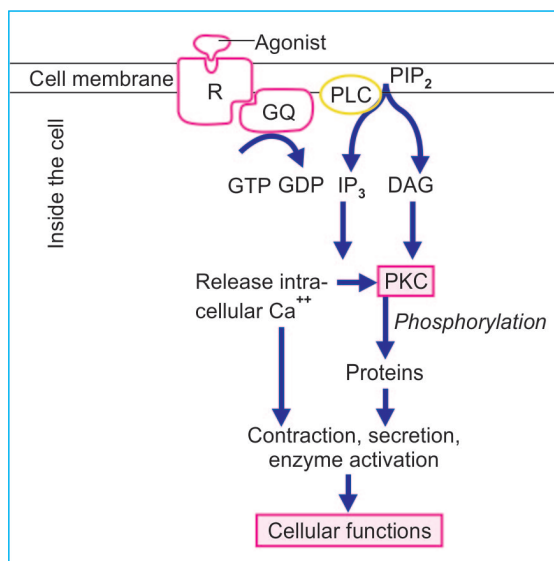 Agonist
Cell membrane
R
GQ
PLC
PIP2
Inside the cell
GTP GDP IP3 DAG
Release intra-
cellular Ca++
PKC
Phosphorylation
Proteins
Contraction, secretion,
enzyme activation
Cellular functions